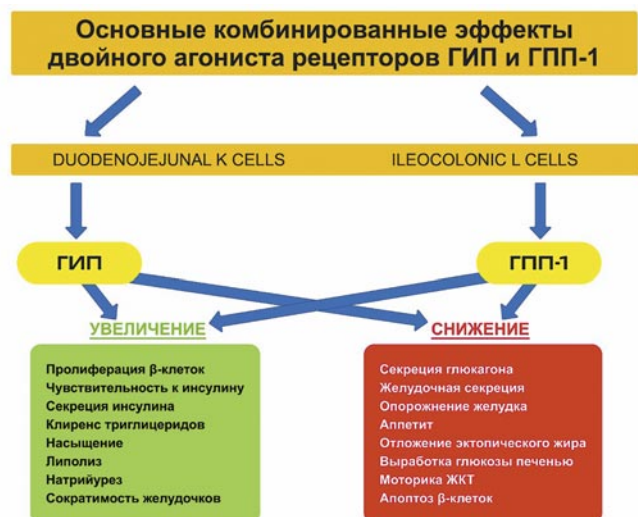 Основные комбинированные эффекты
двойного агониста рецепторов ГИП и ГПП-1
DUODENOJEJUNAL K CELLS
ILEOCOLONIC L CELLS
ГИП
ГПП-1
УВЕЛИЧЕНИЕ
Пролиферация β-клеток
Чувствительность к инсулину
Секреция инсулина
Клиренс триглицеридов
Насыщение
Липолиз
Натрийурез
Сократимость желудочков
СНИЖЕНИЕ
Секреция глюкагона
Желудочная секреция
Опорожнение желудка
Аппетит
Отложение эктопического жира
Выработка глюкозы печенью
Моторика ЖКТ
Апоптоз β-клеток